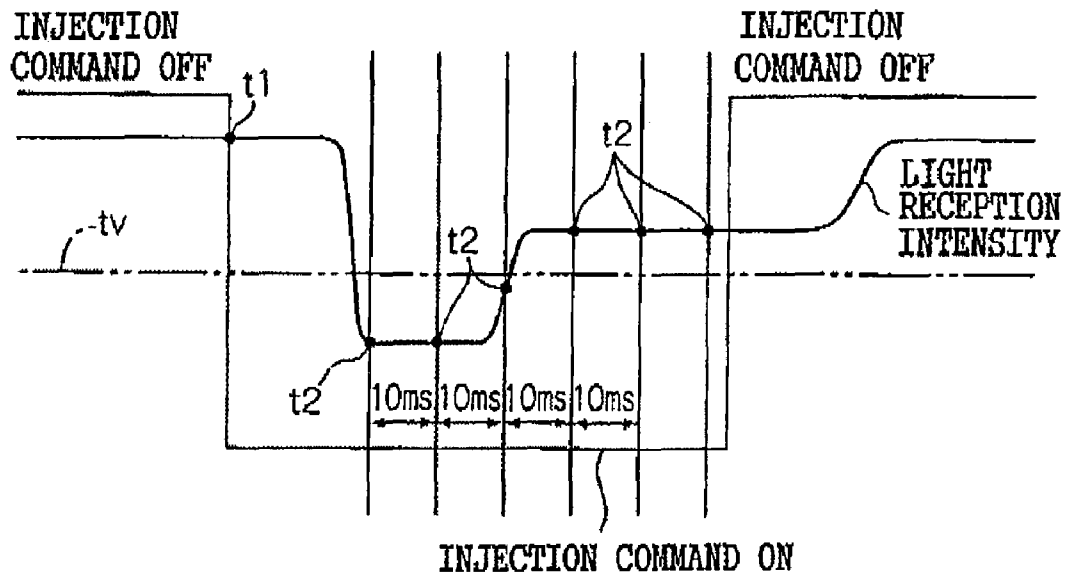 INJECTION
COMMAND OFF
INJECTION
COMMAND OFF
t1
t2
LIGHT
RECEPTION
INTENSITY
tv
t2
t2
10ms 10ms 10ms 10ms
INJECTION COMMAND ON